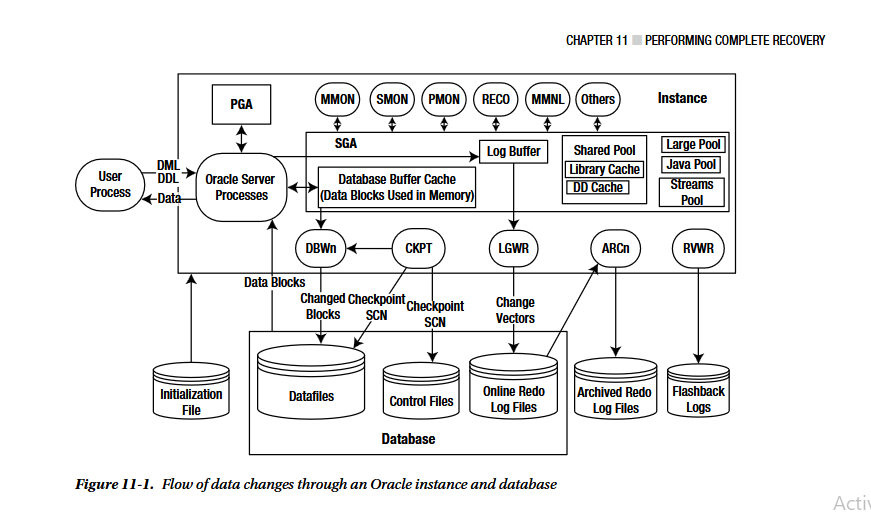 CHAPTER 11 ■ PERFORMING COMPLETE RECOVERY
PGA
MMON
SMON
PMON
RECO
MMNL
Others
Instance
SGA
Log Buffer
Shared Pool
Library Cache
DD Cache
Large Pool
Java Pool
Streams
Pool
User
Process
DML
DDL
Data
Oracle Server
Processes
Database Buffer Cache
(Data Blocks Used in Memory)
DBWn
CKPT
LGWR
ARCn
RVWR
Data Blocks
Changed
Blocks
Checkpoint
SCN
Checkpoint
SCN
Change
Vectors
Initialization
File
Datafiles
Control Files
Online Redo
Log Files
Archived Redo
Log Files
Flashback
Logs
Database
Figure 11-1. Flow of data changes through an Oracle instance and database